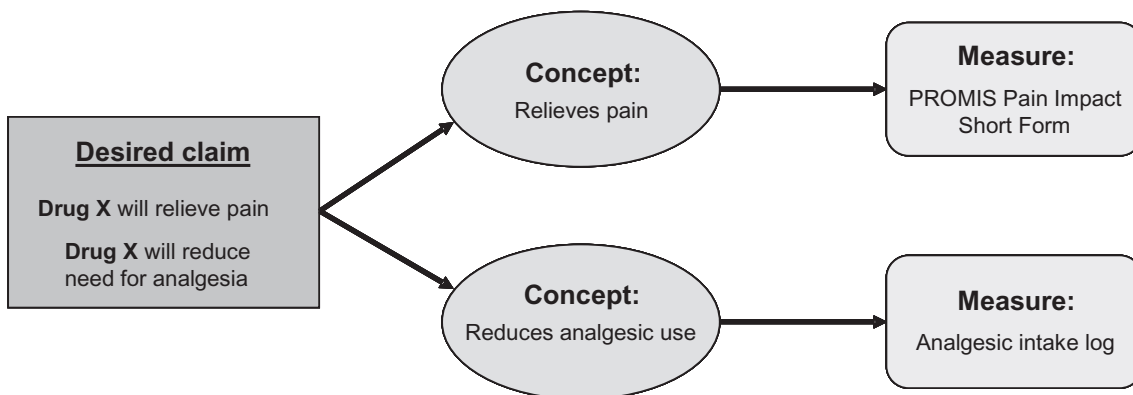 Desired claim
Drug X will relieve pain
Drug X will reduce
need for analgesia
Concept:
Relieves pain
Measure:
PROMIS Pain Impact
Short Form
Concept:
Reduces analgesic use
Measure:
Analgesic intake log